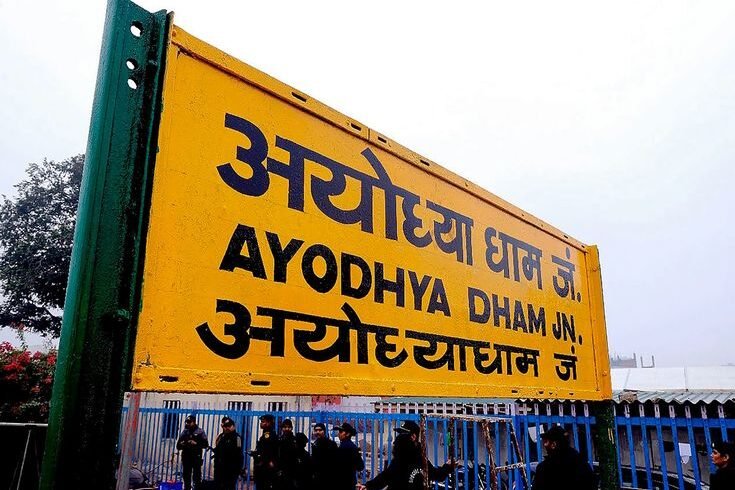 अयोध्या धाम जं.
AYODHYA DHAM JN.
अयोध्याधाम जं